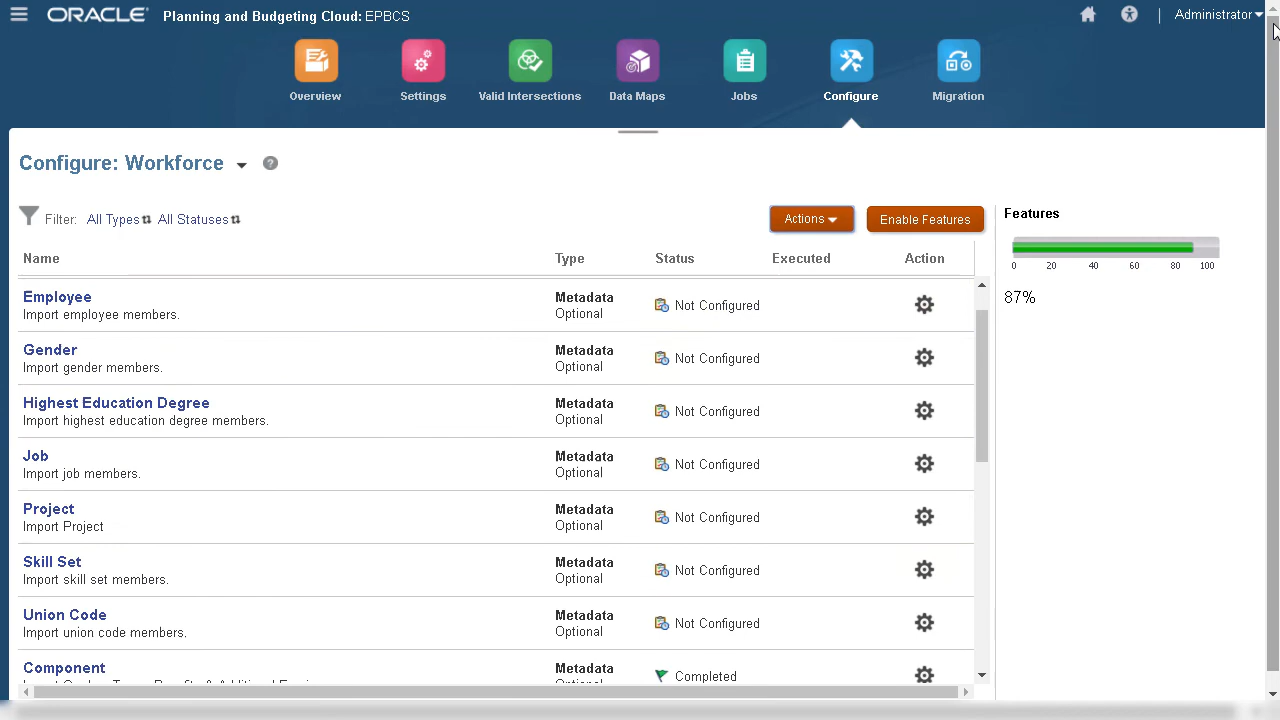 ORACLE® Planning and Budgeting Cloud: EPBCS Administrator
Overview Settings Valid Intersections Data Maps Jobs Configure Migration
Configure: Workforce
Filter: All Types All Statuses Actions Enable Features Features
Name Type Status Executed Action
0 20 40 60 80 100
87%
Employee Metadata
Import employee members. Optional Not Configured
Gender Metadata
Import gender members. Optional Not Configured
Highest Education Degree Metadata
Import highest education degree members. Optional Not Configured
Job Metadata
Import job members. Optional Not Configured
Project Metadata
Import Project Optional Not Configured
Skill Set Metadata
Import skill set members. Optional Not Configured
Union Code Metadata
Import union code members. Optional Not Configured
Component Metadata
Completed